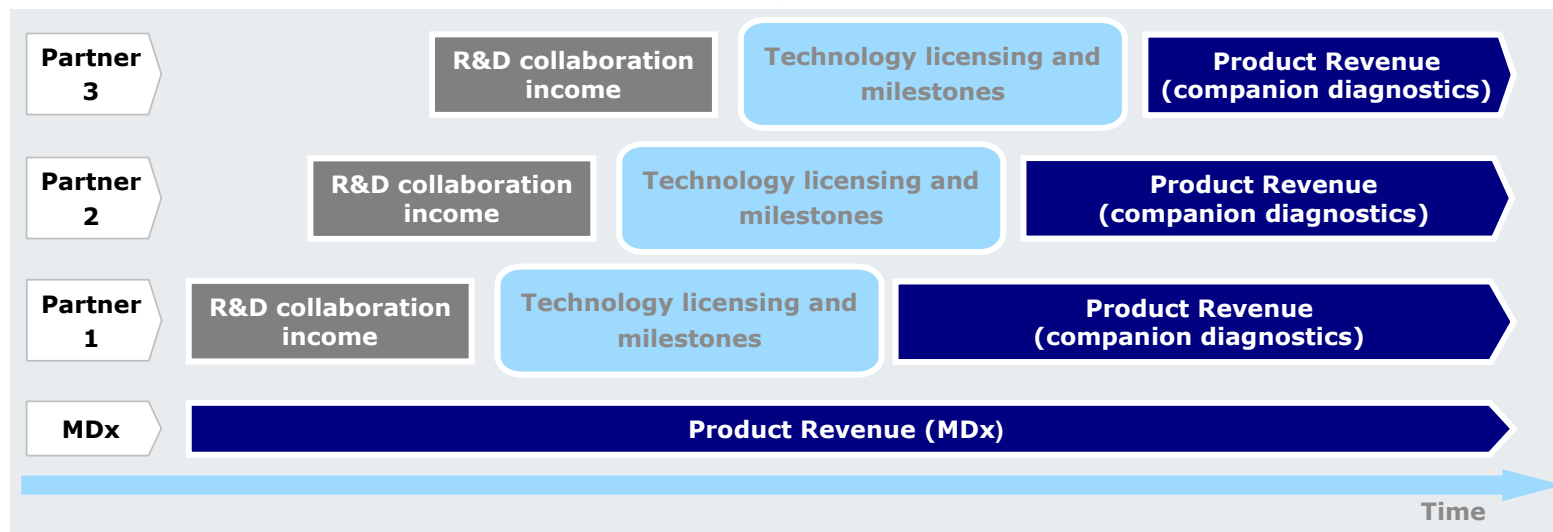 Partner
3
R&D collaboration
income
Technology licensing and
milestones
Product Revenue
(companion diagnostics)
Partner
2
R&D collaboration
income
Technology licensing and
milestones
Product Revenue
(companion diagnostics)
Partner
1
R&D collaboration
income
Technology licensing and
milestones
Product Revenue
(companion diagnostics)
MDx
Product Revenue (MDx)
Time